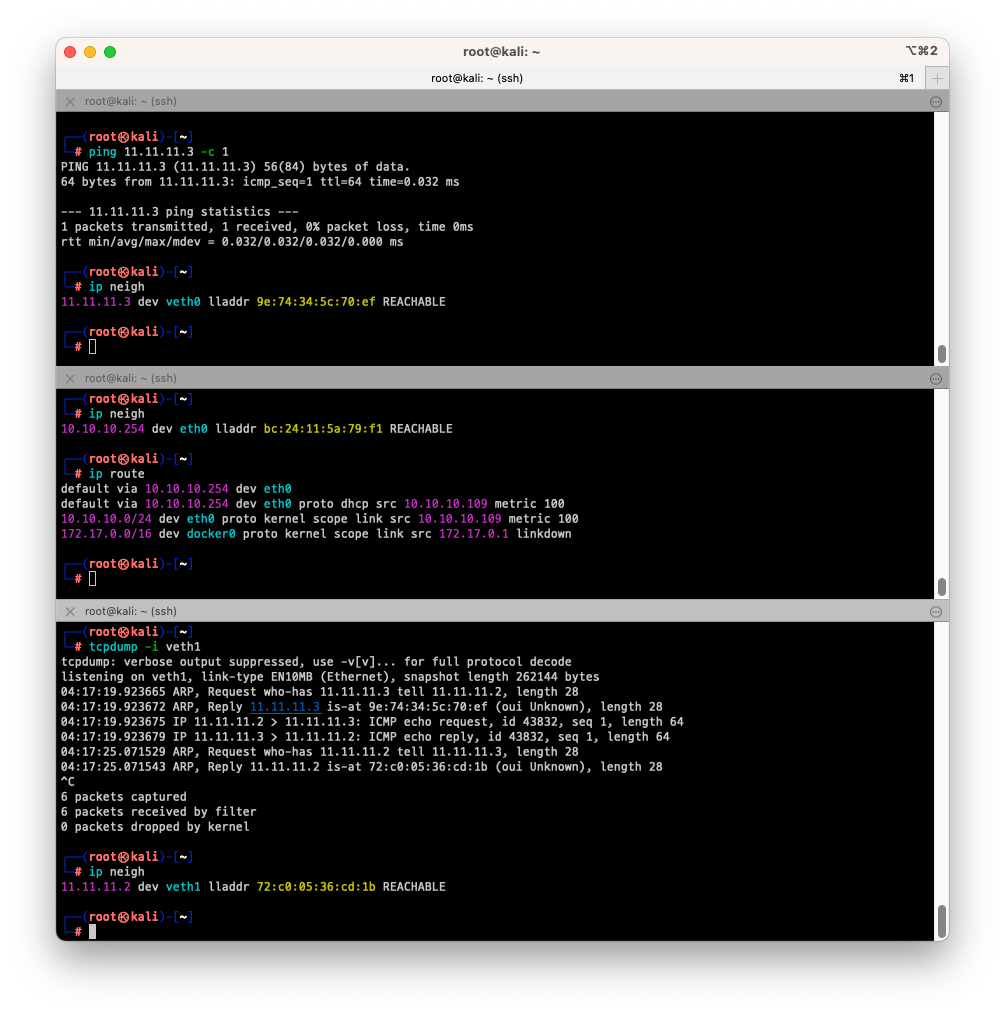 root@kali: ~
⌥⌘2
root@kali: ~ (ssh)
⌘1
root@kali: ~ (ssh)
┌──(root㉿kali)-[~]
└─# ping 11.11.11.3 -c 1
PING 11.11.11.3 (11.11.11.3) 56(84) bytes of data.
64 bytes from 11.11.11.3: icmp_seq=1 ttl=64 time=0.032 ms
--- 11.11.11.3 ping statistics ---
1 packets transmitted, 1 received, 0% packet loss, time 0ms
rtt min/avg/max/mdev = 0.032/0.032/0.032/0.000 ms
┌──(root㉿kali)-[~]
└─# ip neigh
11.11.11.3 dev veth0 lladdr 9e:74:34:5c:70:ef REACHABLE
┌──(root㉿kali)-[~]
└─#
root@kali: ~ (ssh)
┌──(root㉿kali)-[~]
└─# ip neigh
10.10.10.254 dev eth0 lladdr bc:24:11:5a:79:f1 REACHABLE
┌──(root㉿kali)-[~]
└─# ip route
default via 10.10.10.254 dev eth0
default via 10.10.10.254 dev eth0 proto dhcp src 10.10.10.109 metric 100
10.10.10.0/24 dev eth0 proto kernel scope link src 10.10.10.109 metric 100
172.17.0.0/16 dev docker0 proto kernel scope link src 172.17.0.1 linkdown
┌──(root㉿kali)-[~]
└─#
root@kali: ~ (ssh)
┌──(root㉿kali)-[~]
└─# tcpdump -i veth1
tcpdump: verbose output suppressed, use -v[v]... for full protocol decode
listening on veth1, link-type EN10MB (Ethernet), snapshot length 262144 bytes
04:17:19.923665 ARP, Request who-has 11.11.11.3 tell 11.11.11.2, length 28
04:17:19.923672 ARP, Reply 11.11.11.3 is-at 9e:74:34:5c:70:ef (oui Unknown), length 28
04:17:19.923675 IP 11.11.11.2 > 11.11.11.3: ICMP echo request, id 43832, seq 1, length 64
04:17:19.923679 IP 11.11.11.3 > 11.11.11.2: ICMP echo reply, id 43832, seq 1, length 64
04:17:25.071529 ARP, Request who-has 11.11.11.2 tell 11.11.11.3, length 28
04:17:25.071543 ARP, Reply 11.11.11.2 is-at 72:c0:05:36:cd:1b (oui Unknown), length 28
^C
6 packets captured
6 packets received by filter
0 packets dropped by kernel
┌──(root㉿kali)-[~]
└─# ip neigh
11.11.11.2 dev veth1 lladdr 72:c0:05:36:cd:1b REACHABLE
┌──(root㉿kali)-[~]
└─#